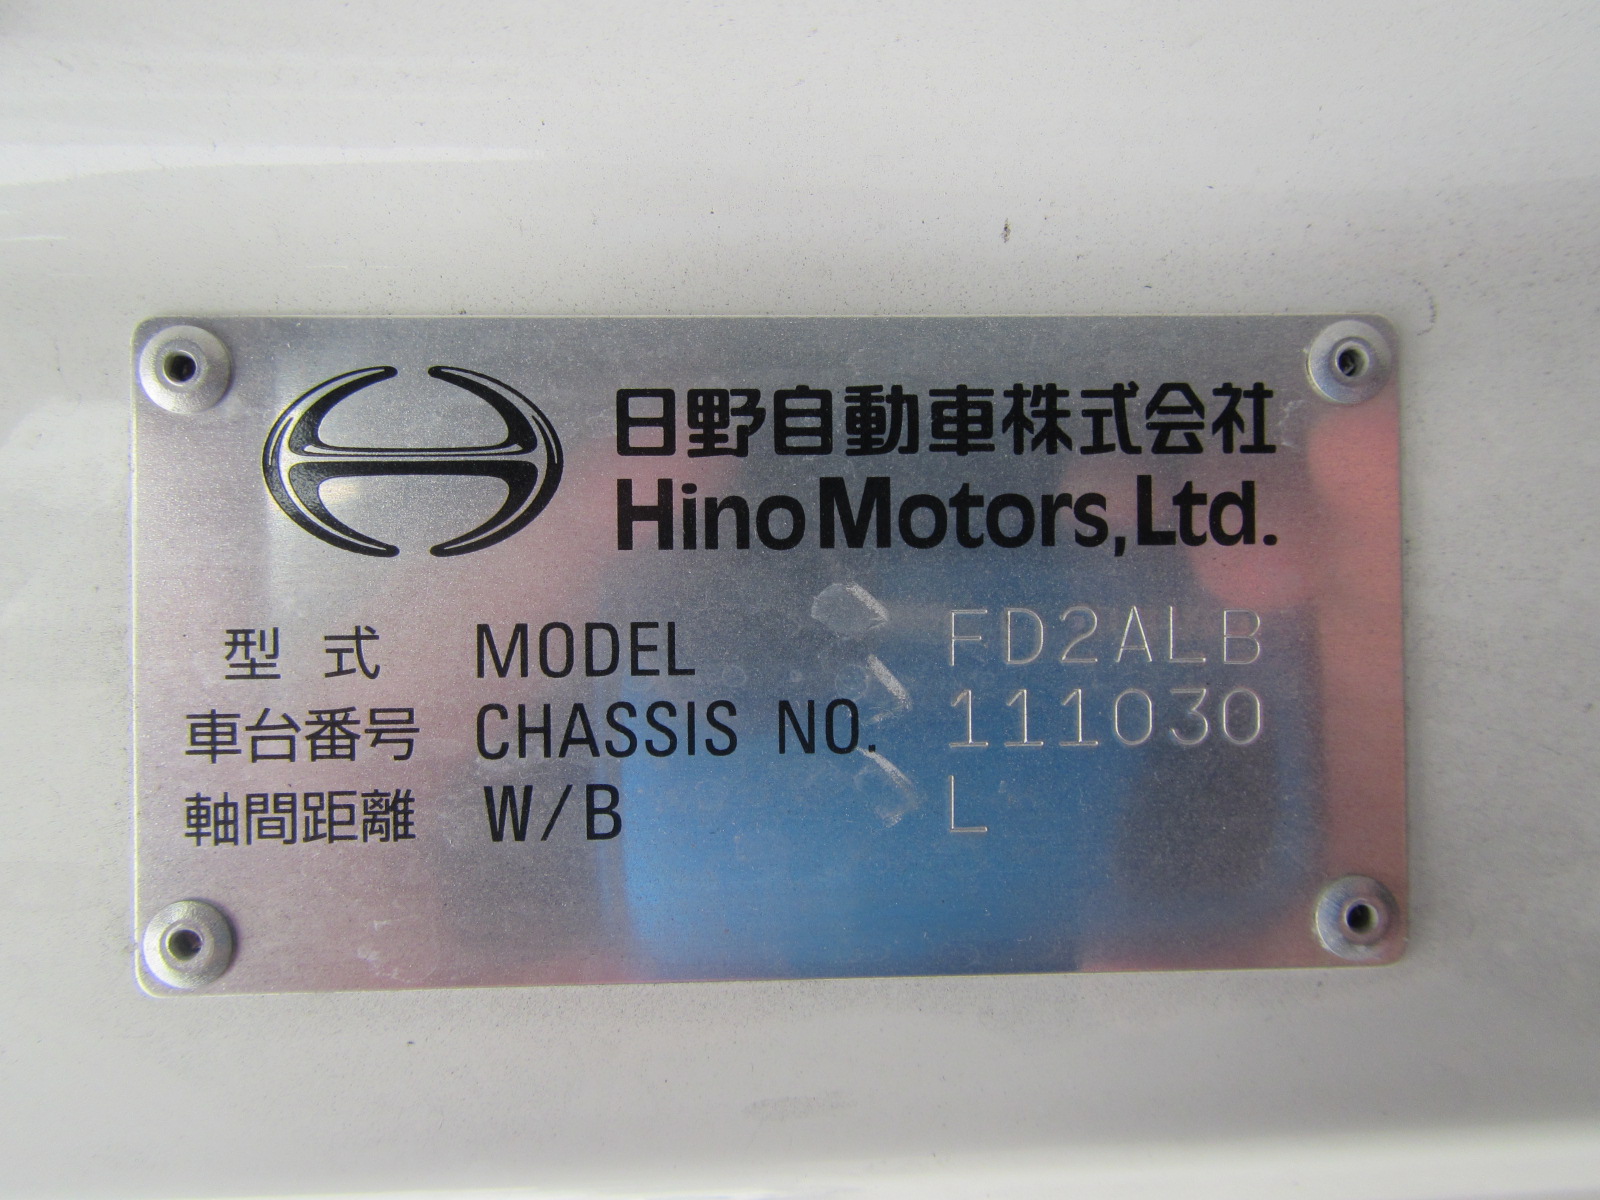 日野自動車株式会社
Hino Motors, Ltd.
型式 MODEL FD2ALB
車台番号 CHASSIS NO. 111030
軸間距離 W/B L